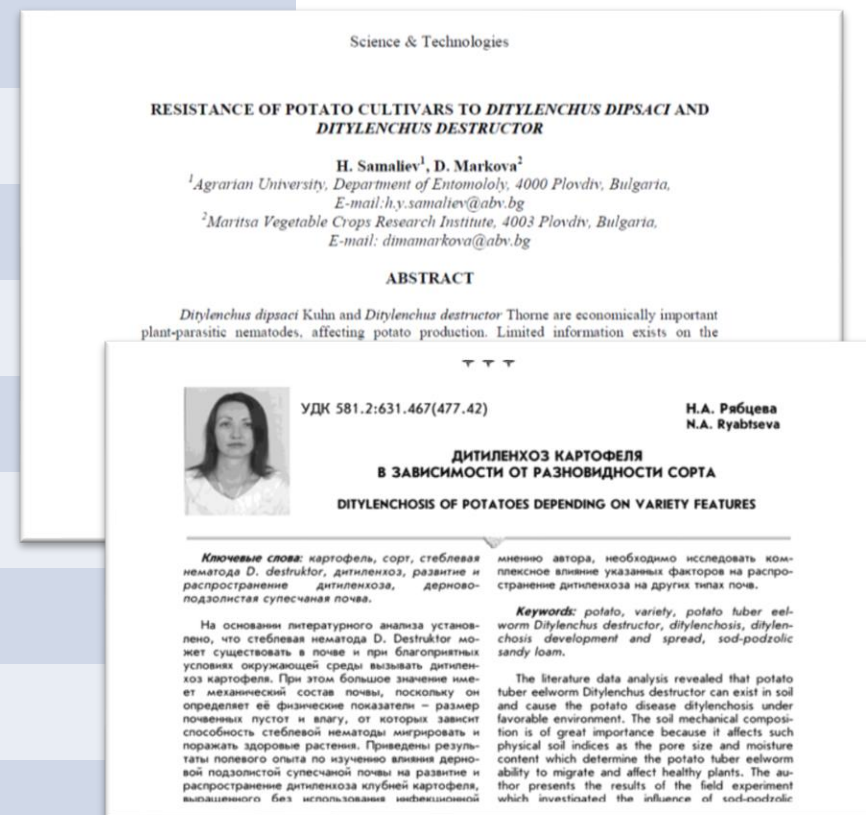 Science & Technologies
RESISTANCE OF POTATO CULTIVARS TO DITYLENCHUS DIPSACI AND
DITYLENCHUS DESTRUCTOR
H. Samaliev¹, D. Markova²
¹Agrarian University, Department of Entomololy, 4000 Plovdiv, Bulgaria,
E-mail:h.y.samaliev@abv.bg
²Maritsa Vegetable Crops Research Institute, 4003 Plovdiv, Bulgaria,
E-mail: dimamarkova@abv.bg
ABSTRACT
Ditylenchus dipsaci Kuhn and Ditylenchus destructor Thorne are economically important
plant-parasitic nematodes, affecting potato production. Limited information exists on the
УДК 581.2:631.467(477.42)
Н.А. Рябцева
N.A. Ryabtseva
ДИТИЛЕНХОЗ КАРТОФЕЛЯ
В ЗАВИСИМОСТИ ОТ РАЗНОВИДНОСТИ СОРТА
DITYLENCHOSIS OF POTATOES DEPENDING ON VARIETY FEATURES
Ключевые слова: картофель, сорт, стеблевая
нематода D. destruktor, дитиленхоз, развитие и
распространение дитиленхоза, дерново-
подзолистая супесчаная почва.
На основании литературного анализа установ-
лено, что стеблевая нематода D. Destruktor мо-
жет существовать в почве и при благоприятных
условиях окружающей среды вызывать дитилен-
хоз картофеля. При этом большое значение име-
ет механический состав почвы, поскольку он
определяет её физические показатели – размер
почвенных пустот и влагу, от которых зависит
способность стеблевой нематоды мигрировать и
поражать здоровые растения. Приведены резуль-
таты полевого опыта по изучению влияния дерно-
вой подзолистой супесчаной почвы на развитие и
распространение дитиленхоза клубней картофеля,
выращенного без использования инфекционной
мнению автора, необходимо исследовать ком-
плексное влияние указанных факторов на распро-
странение дитиленхоза на других типах почв.
Keywords: potato, variety, potato tuber eel-
worm Ditylenchus destructor, ditylenchosis, ditylen-
chosis development and spread, sod-podzolic
sandy loam.
The literature data analysis revealed that potato
tuber eelworm Ditylenchus destructor can exist in soil
and cause the potato disease ditylenchosis under
favorable environment. The soil mechanical composi-
tion is of great importance because it affects such
physical soil indices as the pore size and moisture
content which determine the potato tuber eelworm
ability to migrate and affect healthy plants. The au-
thor presents the results of the field experiment
which investigated the influence of sod-podzolic